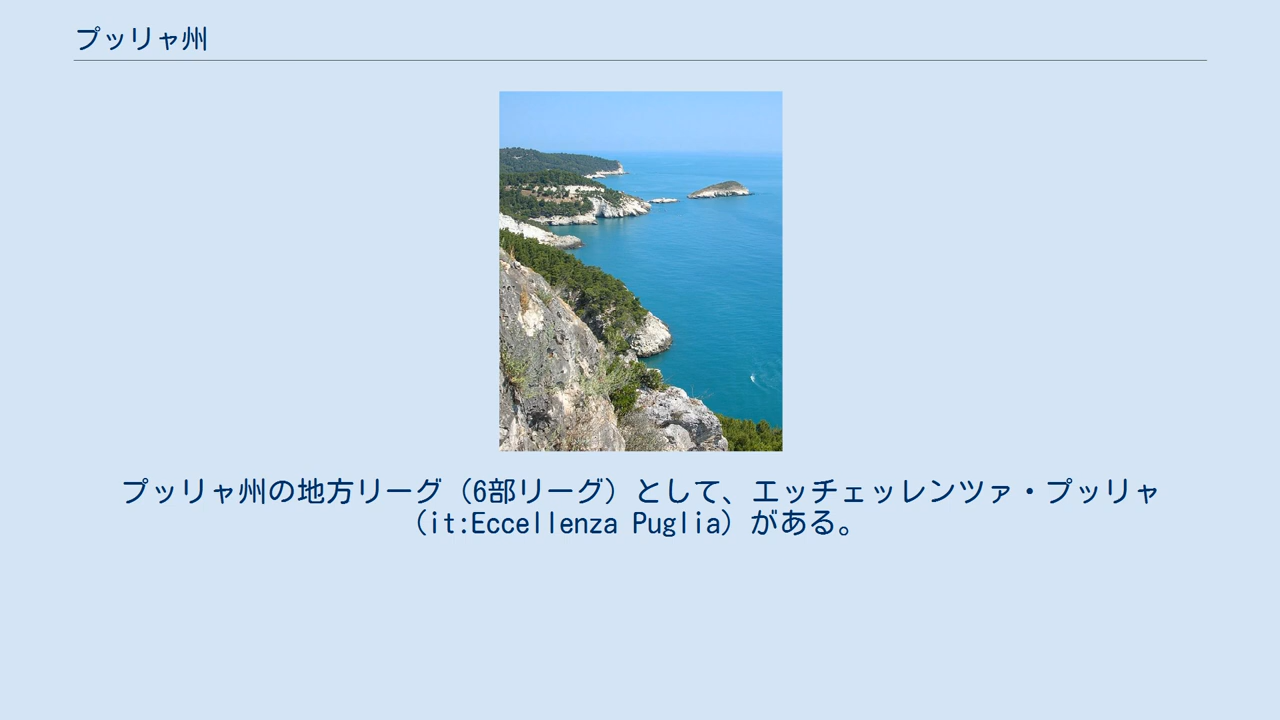 プッリャ州
プッリャ州の地方リーグ（6部リーグ）として、エッチェッレンツァ・プッリャ
（it:Eccellenza Puglia）がある。